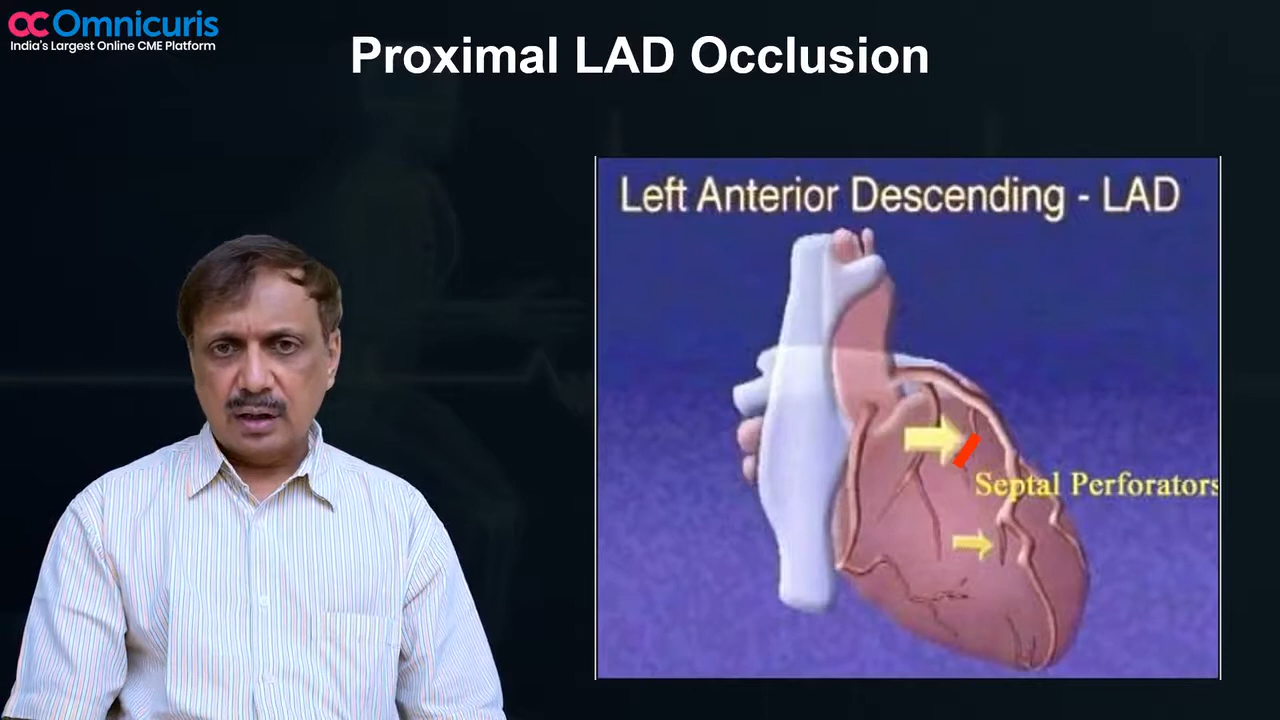 Omnicuris
India's Largest Online CME Platform
Proximal LAD Occlusion
Left Anterior Descending - LAD
Septal Perforators